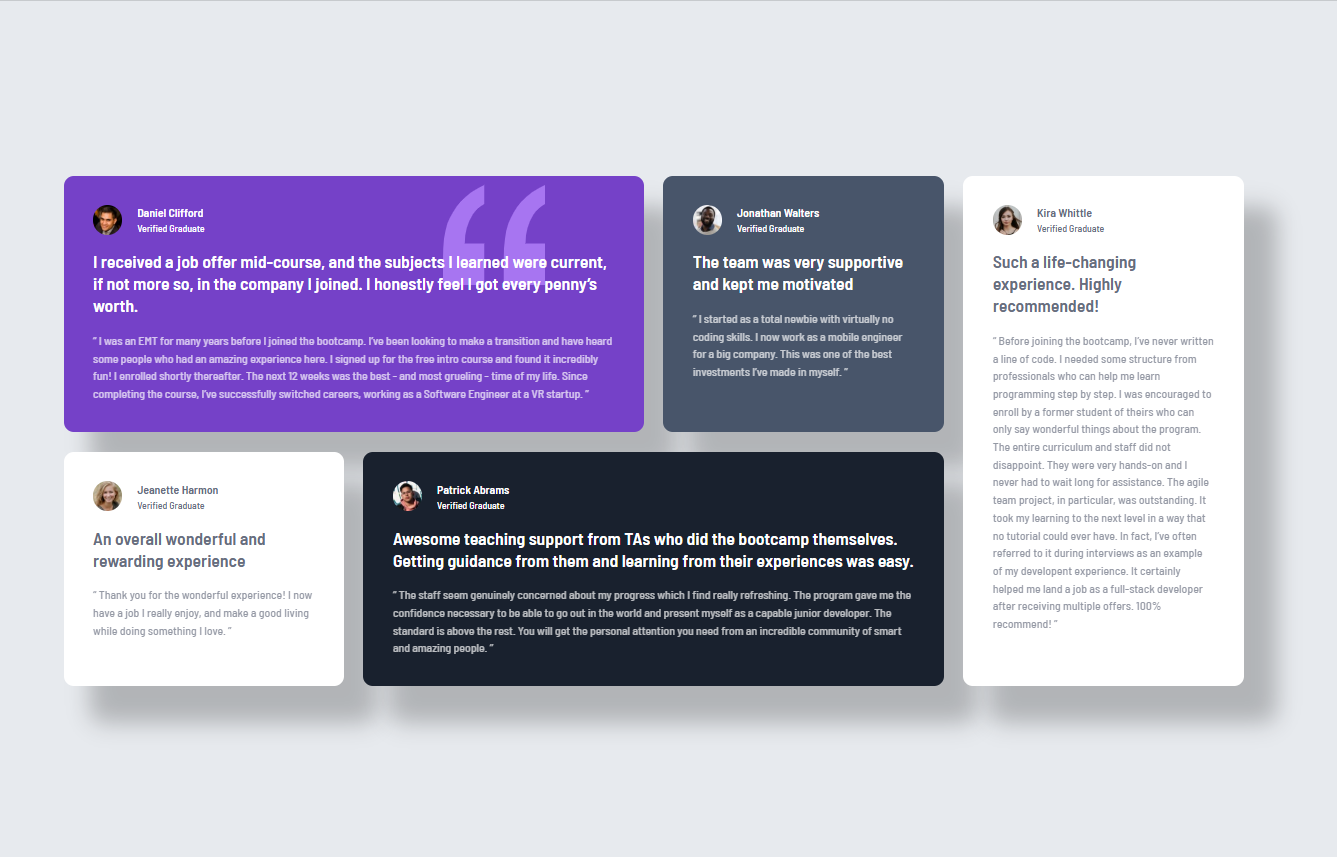 Daniel Clifford
Verified Graduate
I received a job offer mid-course, and the subjects I learned were current,
if not more so, in the company I joined. I honestly feel I got every penny’s
worth.
“ I was an EMT for many years before I joined the bootcamp. I’ve been looking to make a transition and have heard
some people who had an amazing experience here. I signed up for the free intro course and found it incredibly
fun! I enrolled shortly thereafter. The next 12 weeks was the best - and most grueling - time of my life. Since
completing the course, I’ve successfully switched careers, working as a Software Engineer at a VR startup. ”
Jonathan Walters
Verified Graduate
The team was very supportive
and kept me motivated
“ I started as a total newbie with virtually no
coding skills. I now work as a mobile engineer
for a big company. This was one of the best
investments I’ve made in myself. ”
Kira Whittle
Verified Graduate
Such a life-changing
experience. Highly
recommended!
“ Before joining the bootcamp, I’ve never written
a line of code. I needed some structure from
professionals who can help me learn
programming step by step. I was encouraged to
enroll by a former student of theirs who can
only say wonderful things about the program.
The entire curriculum and staff did not
disappoint. They were very hands-on and I
never had to wait long for assistance. The agile
team project, in particular, was outstanding. It
took my learning to the next level in a way that
no tutorial could ever have. In fact, I’ve often
referred to it during interviews as an example
of my developent experience. It certainly
helped me land a job as a full-stack developer
after receiving multiple offers. 100%
recommend! ”
Jeanette Harmon
Verified Graduate
An overall wonderful and
rewarding experience
“ Thank you for the wonderful experience! I now
have a job I really enjoy, and make a good living
while doing something I love. ”
Patrick Abrams
Verified Graduate
Awesome teaching support from TAs who did the bootcamp themselves.
Getting guidance from them and learning from their experiences was easy.
“ The staff seem genuinely concerned about my progress which I find really refreshing. The program gave me the
confidence necessary to be able to go out in the world and present myself as a capable junior developer. The
standard is above the rest. You will get the personal attention you need from an incredible community of smart
and amazing people. ”